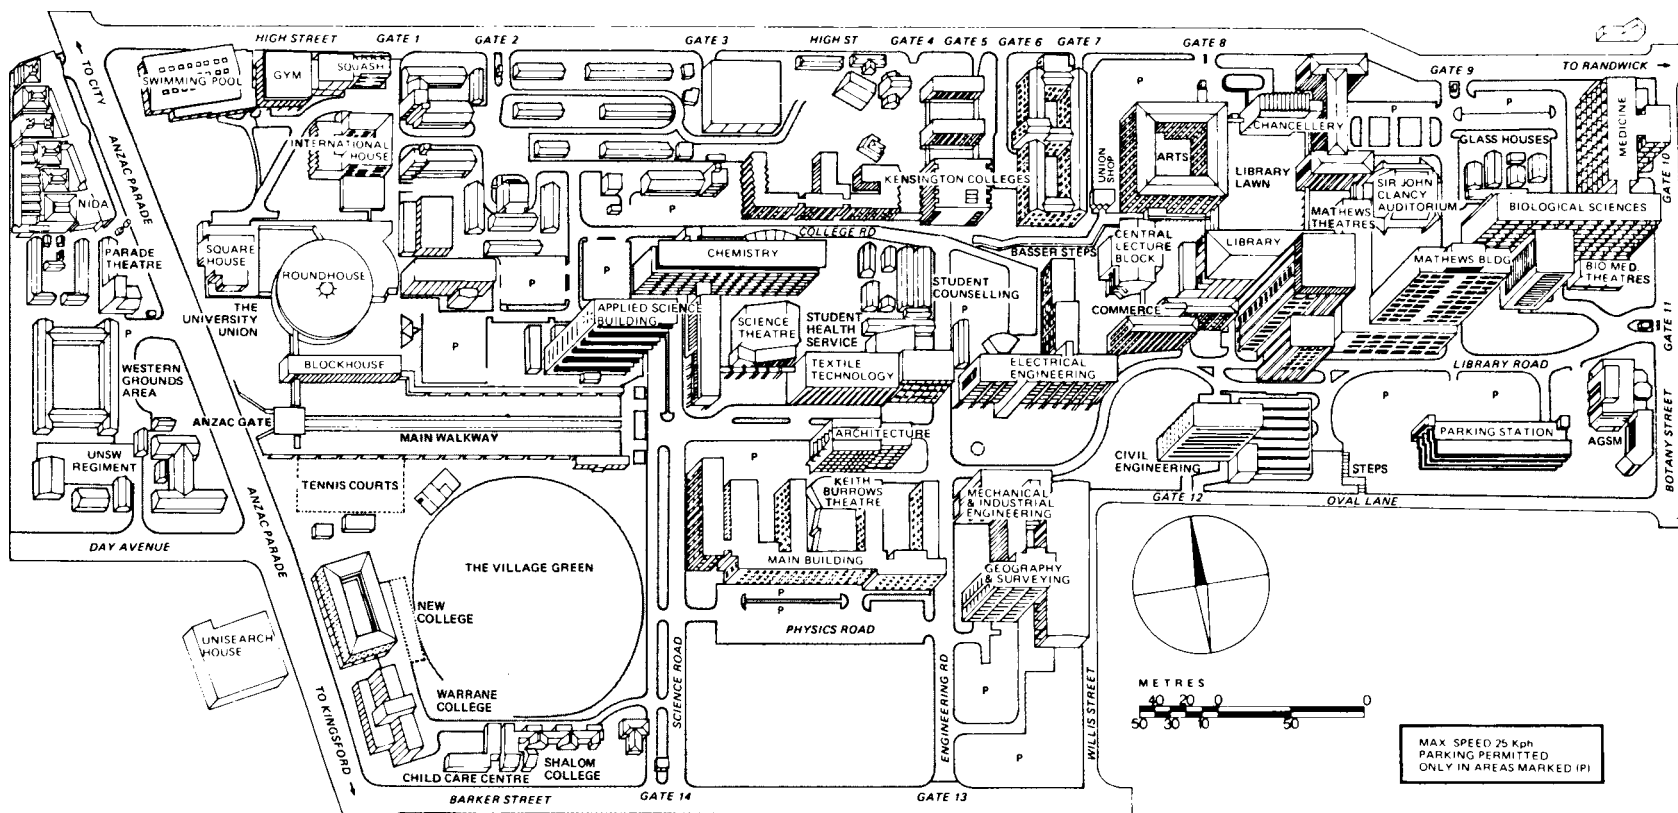 HIGH STREET
GATE 1
GATE 2
GATE 3
HIGH ST
GATE 4
GATE 5
GATE 6
GATE 7
GATE 8
GATE 9
TO RANDWICK
TO CITY
SWIMMING POOL
GYM
SQUASH
P
P
CHANCELLERY
P
P
GLASS HOUSES
MEDICINE
GATE 10
ANZAC PARADE
INTERNATIONAL
HOUSE
UNION
SHOP
ARTS
LIBRARY
LAWN
KENSINGTON COLLEGES
SIR JOHN
CLANCY
AUDITORIUM
NIDA
P
P
MATHEWS
THEATRES
BIOLOGICAL SCIENCES
COLLEGE RD
PARADE
THEATRE
SQUARE
HOUSE
ROUNDHOUSE
CHEMISTRY
BASSER STEPS
CENTRAL
LECTURE
BLOCK
LIBRARY
MATHEWS BLDG
BIO MED
THEATRES
P
P
STUDENT
COUNSELLING
THE
UNIVERSITY
UNION
APPLIED SCIENCE
BUILDING
SCIENCE
THEATRE
STUDENT
HEALTH
SERVICE
COMMERCE
P
P
P
GATE 11
BLOCKHOUSE
WESTERN
GROUNDS
AREA
TEXTILE
TECHNOLOGY
ELECTRICAL
ENGINEERING
LIBRARY ROAD
P
P
BOTANY STREET
ANZAC GATE
MAIN WALKWAY
ARCHITECTURE
PARKING STATION
AGSM
UNSW
REGIMENT
P
P
CIVIL
ENGINEERING
STEPS
TENNIS COURTS
KEITH
BURROWS
THEATRE
MECHANICAL
& INDUSTRIAL
ENGINEERING
GATE 12
OVAL LANE
ANZAC PARADE
DAY AVENUE
THE VILLAGE GREEN
MAIN BUILDING
GEOGRAPHY
& SURVEYING
P
P
NEW
COLLEGE
PHYSICS ROAD
UNISEARCH
HOUSE
SCIENCE ROAD
ENGINEERING RD
WILLIS STREET
P
METRES
40 20 0 0
50 30 10 50
WARRANE
COLLEGE
TO KINGSFORD
P
MAX SPEED 25 Kph
PARKING PERMITTED
ONLY IN AREAS MARKED (P)
CHILD CARE CENTRE
SHALOM
COLLEGE
BARKER STREET
GATE 14
GATE 13